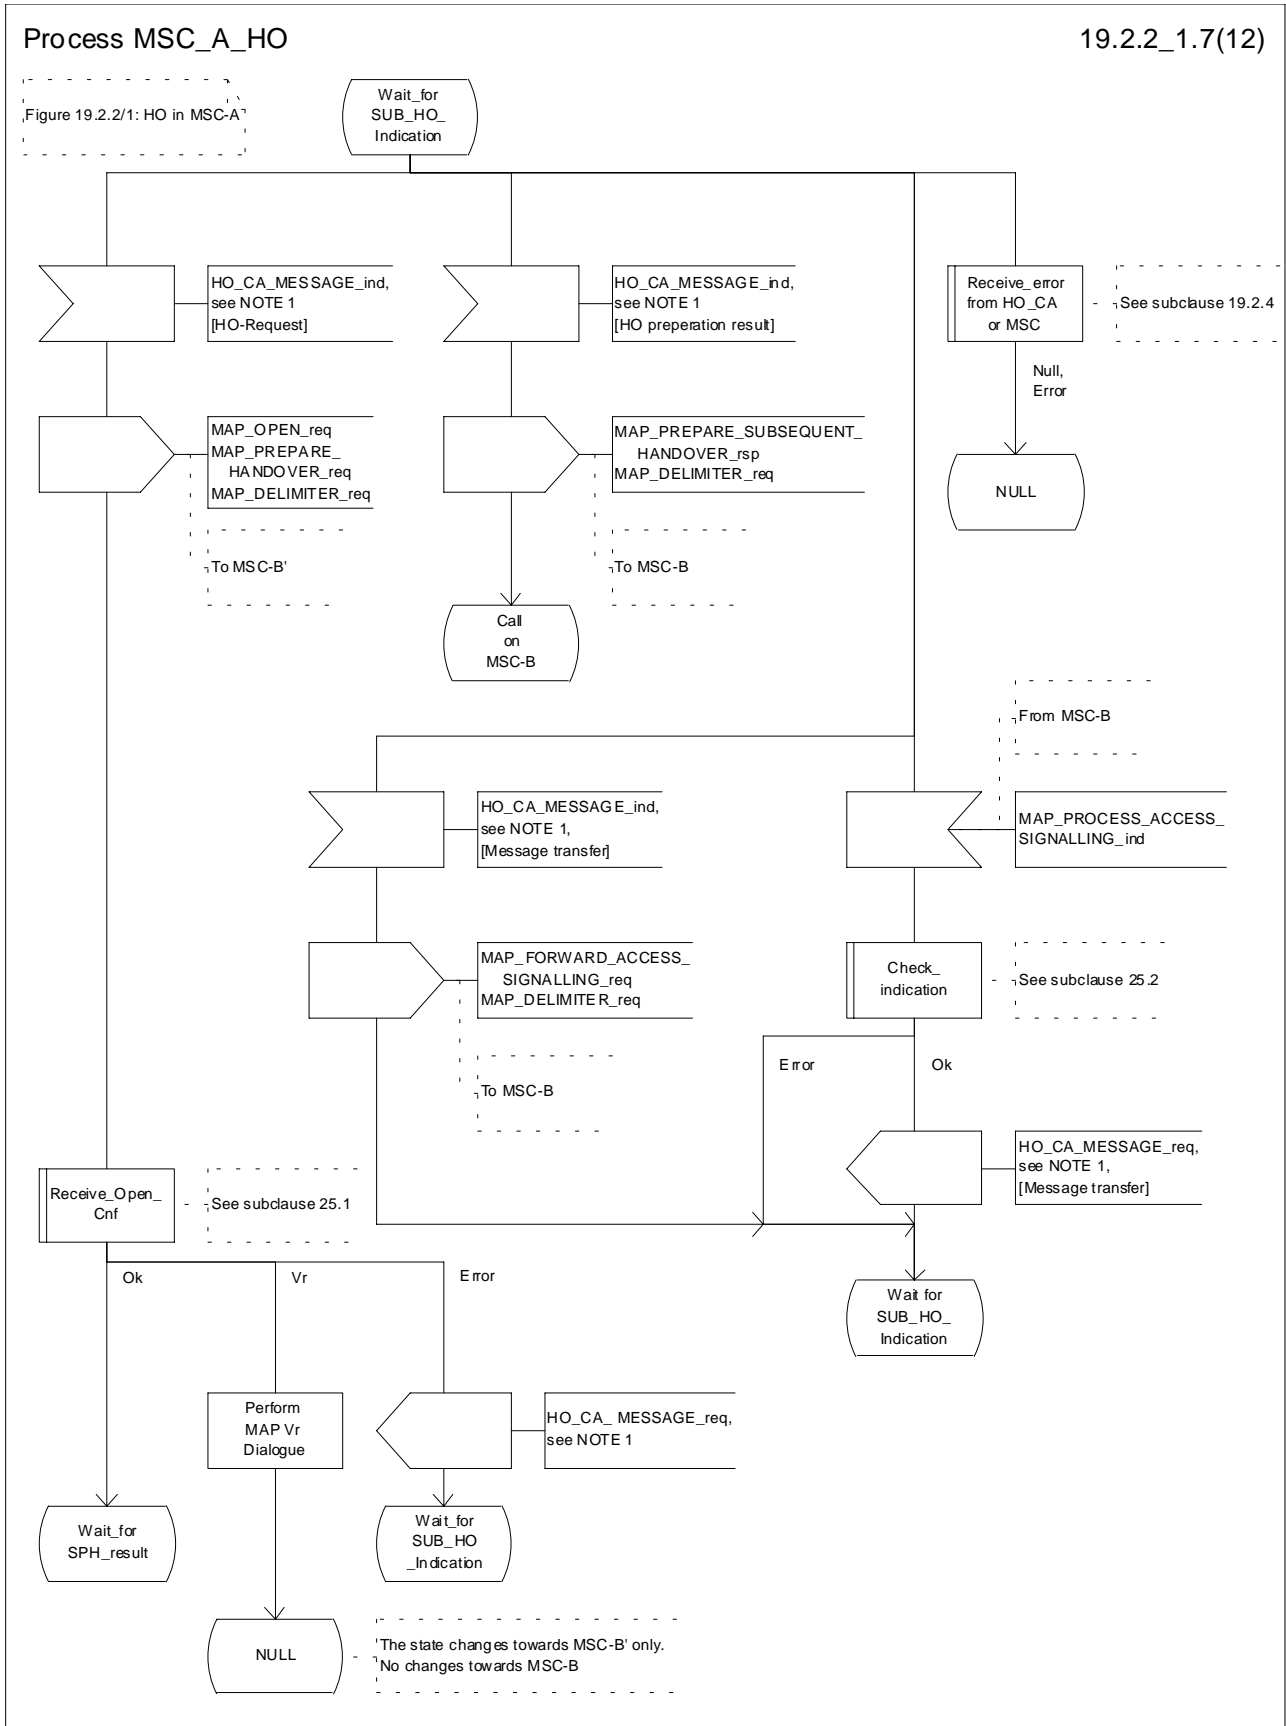 Process MSC_A_HO
19.2.2_1.7(12)
Figure 19.2.2/1: HO in MSC-A
Wait_for
SUB_HO_
Indication
HO_CA_MESSAGE_ind,
see NOTE 1
[HO-Request]
HO_CA_MESSAGE_ind,
see NOTE 1
[HO preperation result]
Receive_error
from HO_CA
or MSC
See subclause 19.2.4
Null,
Error
MAP_OPEN_req
MAP_PREPARE_
HANDOVER_req
MAP_DELIMITER_req
MAP_PREPARE_SUBSEQUENT_
HANDOVER_rsp
MAP_DELIMITER_req
NULL
To MSC-B'
To MSC-B
Call
on
MSC-B
From MSC-B
HO_CA_MESSAGE_ind,
see NOTE 1,
[Message transfer]
MAP_PROCESS_ACCESS_
SIGNALLING_ind
MAP_FORWARD_ACCESS_
SIGNALLING_req
MAP_DELIMITER_req
Check_
indication
See subclause 25.2
Error
Ok
To MSC-B
HO_CA_MESSAGE_req,
see NOTE 1,
[Message transfer]
Receive_Open_
Cnf
See subclause 25.1
Ok
Vr
Error
Wait for
SUB_HO_
Indication
Perform
MAP Vr
Dialogue
HO_CA_ MESSAGE_req,
see NOTE 1
Wait_for
SPH_result
Wait_for
SUB_HO
_Indication
NULL
The state changes towards MSC-B' only.
No changes towards MSC-B